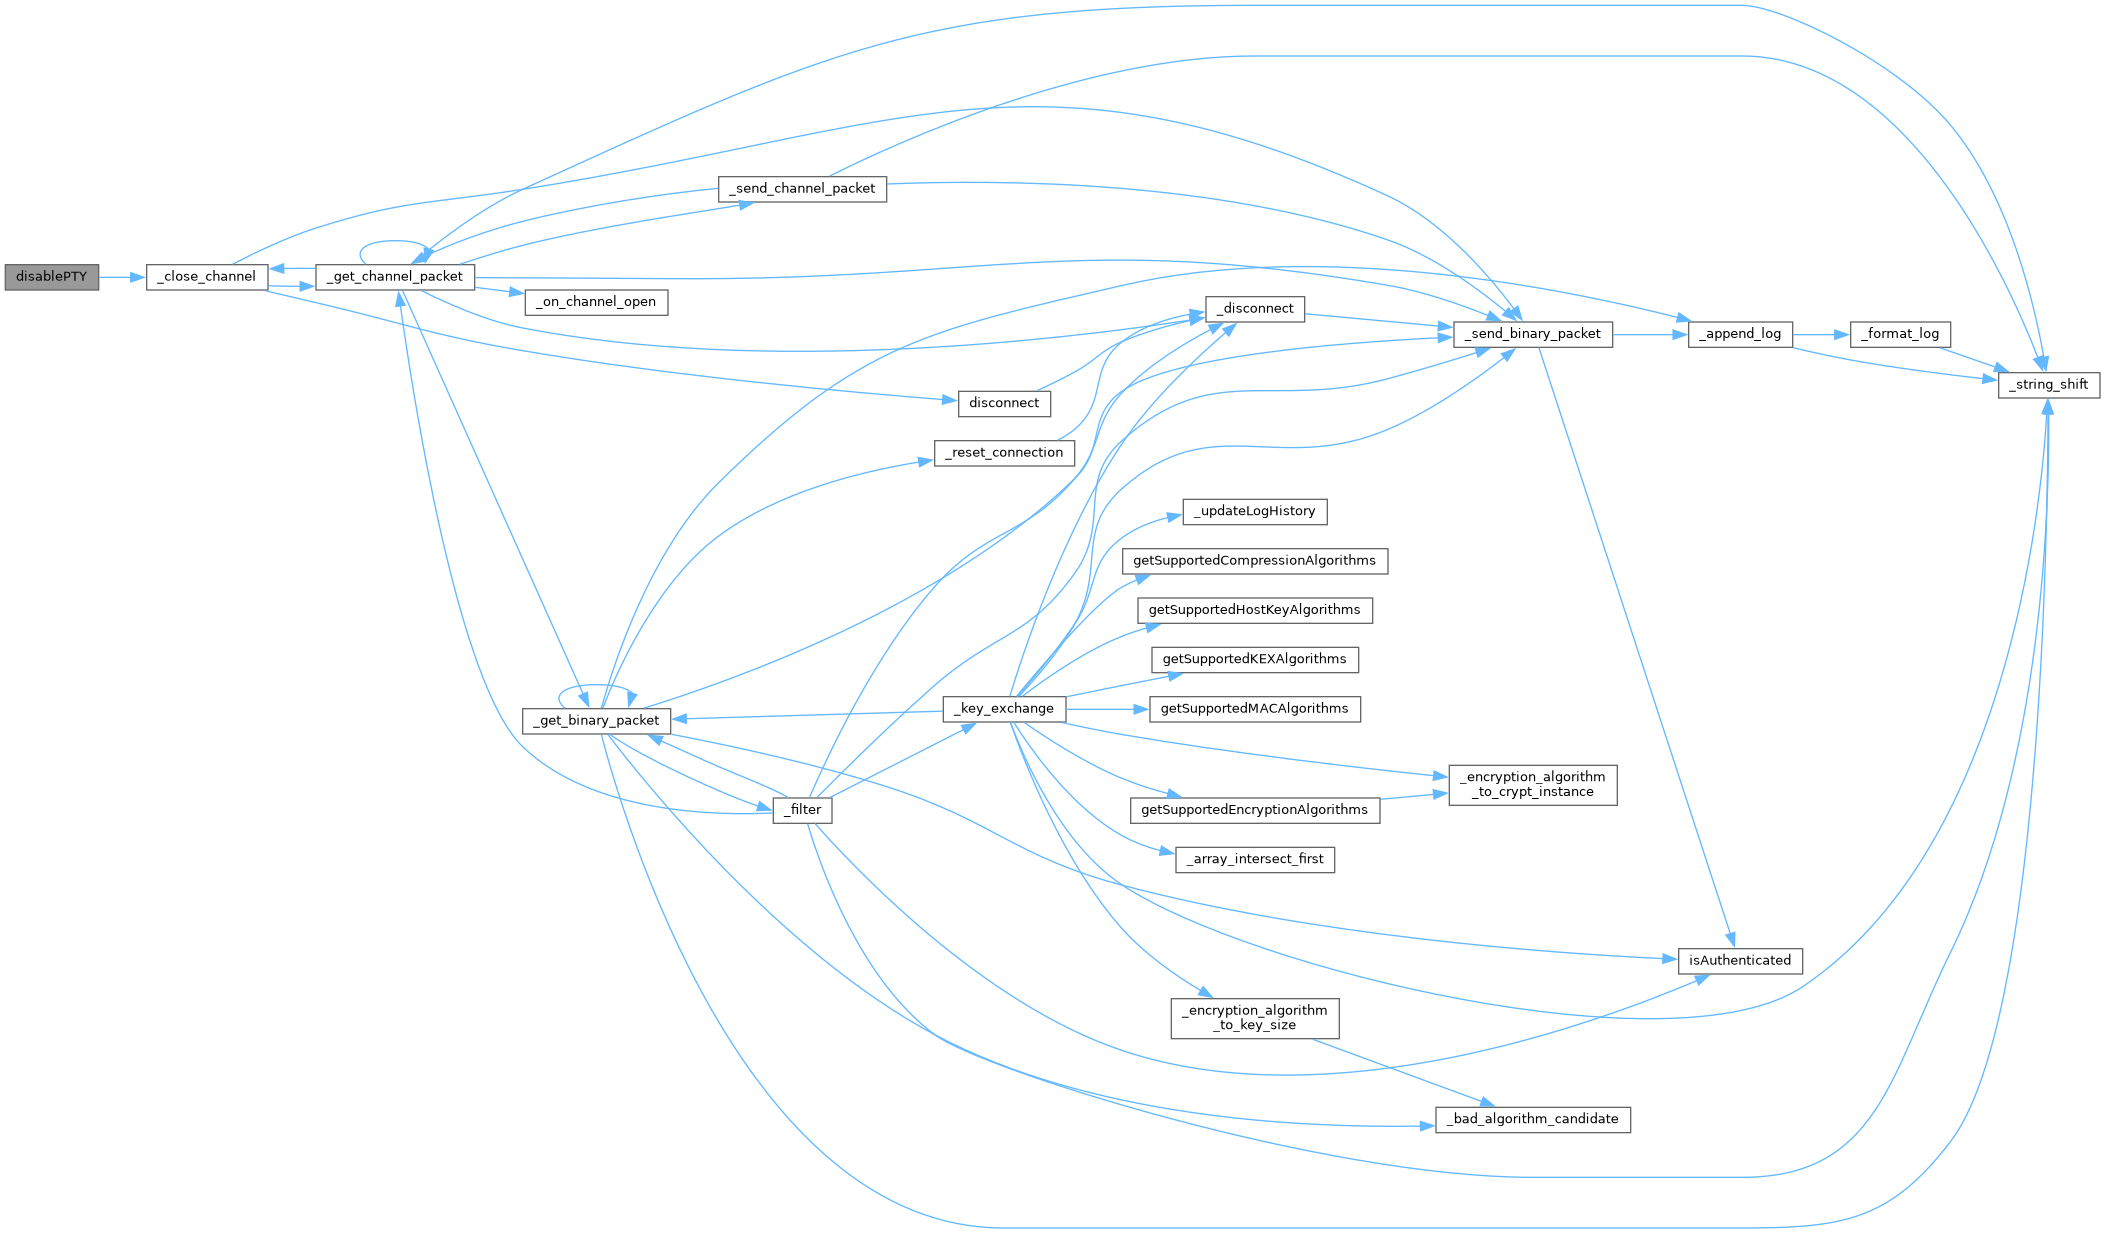 _send_channel_packet
disablePTY
_close_channel
_get_channel_packet
_on_channel_open
_disconnect
_send_binary_packet
_append_log
_format_log
_string_shift
disconnect
_reset_connection
_updateLogHistory
getSupportedCompressionAlgorithms
getSupportedHostKeyAlgorithms
getSupportedKEXAlgorithms
_get_binary_packet
_key_exchange
getSupportedMACAlgorithms
_encryption_algorithm
_to_crypt_instance
_filter
getSupportedEncryptionAlgorithms
_array_intersect_first
isAuthenticated
_encryption_algorithm
_to_key_size
_bad_algorithm_candidate